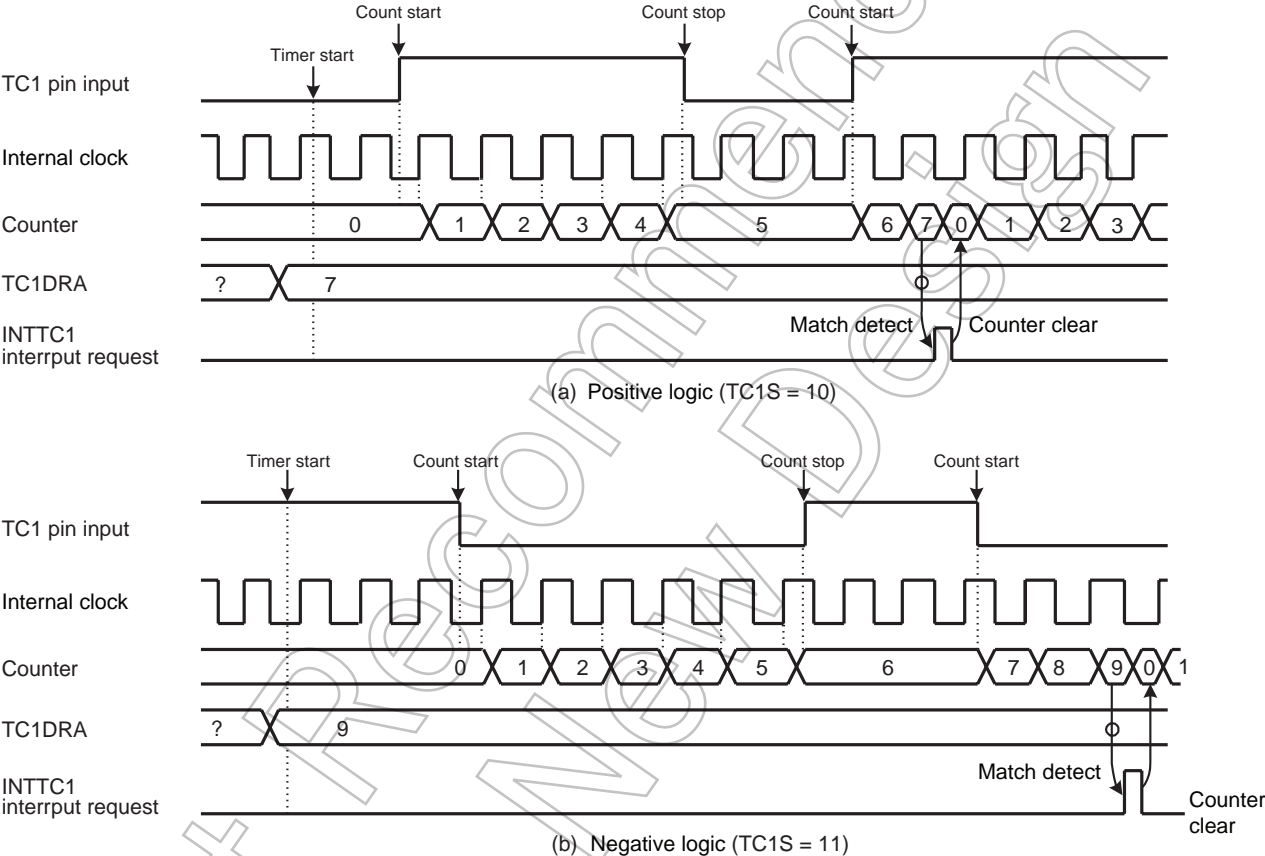 Count start Count stop Count start
Timer start
TC1 pin input
Internal clock
Counter 0 1 2 3 4 5 6 7 0 1 2 3
TC1DRA ? 7
INTTC1
interrput request
Match detect Counter clear
(a) Positive logic (TC1S = 10)
Timer start Count start Count stop Count start
TC1 pin input
Internal clock
Counter 0 1 2 3 4 5 6 7 8 9 0 1
TC1DRA ? 9
INTTC1
interrput request
Match detect
Counter
clear
(b) Negative logic (TC1S = 11)
New Design